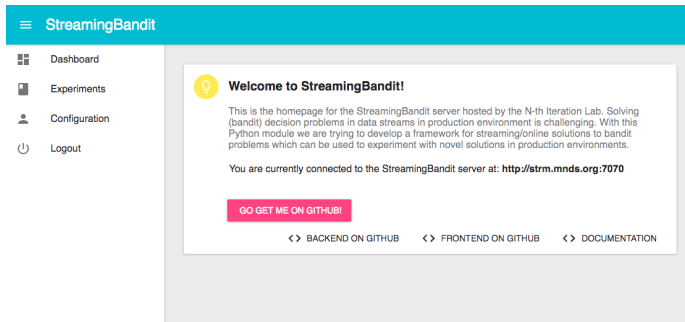 StreamingBandit
Dashboard
Experiments
Configuration
Logout
Welcome to StreamingBandit!
This is the homepage for the StreamingBandit server hosted by the N-th Iteration Lab. Solving
(bandit) decision problems in data streams in production environment is challenging. With this
Python module we are trying to develop a framework for streaming/online solutions to bandit
problems which can be used to experiment with novel solutions in production environments.
You are currently connected to the StreamingBandit server at: http://strm.mnds.org:7070
GO GET ME ON GITHUB!
<> BACKEND ON GITHUB <> FRONTEND ON GITHUB <> DOCUMENTATION